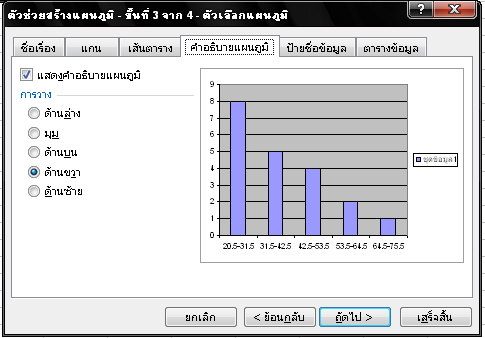 ตัวช่วยสร้างแผนภูมิ - ขั้นที่ 3 จาก 4 - ตัวเลือกแผนภูมิ
ชื่อเรื่อง แกน เส้นตาราง คำอธิบายแผนภูมิ ป้ายชื่อข้อมูล ตารางข้อมูล
แสดงคำอธิบายแผนภูมิ
การวาง
ด้านล่าง
มุม
ด้านบน
ด้านขวา
ด้านซ้าย
9
8
7
6
5
4
3
2
1
0
20.5-31.5 31.5-42.5 42.5-53.5 53.5-64.5 64.5-75.5
ชุดข้อมูล1
ยกเลิก < ย้อนกลับ ถัดไป > เสร็จสิ้น